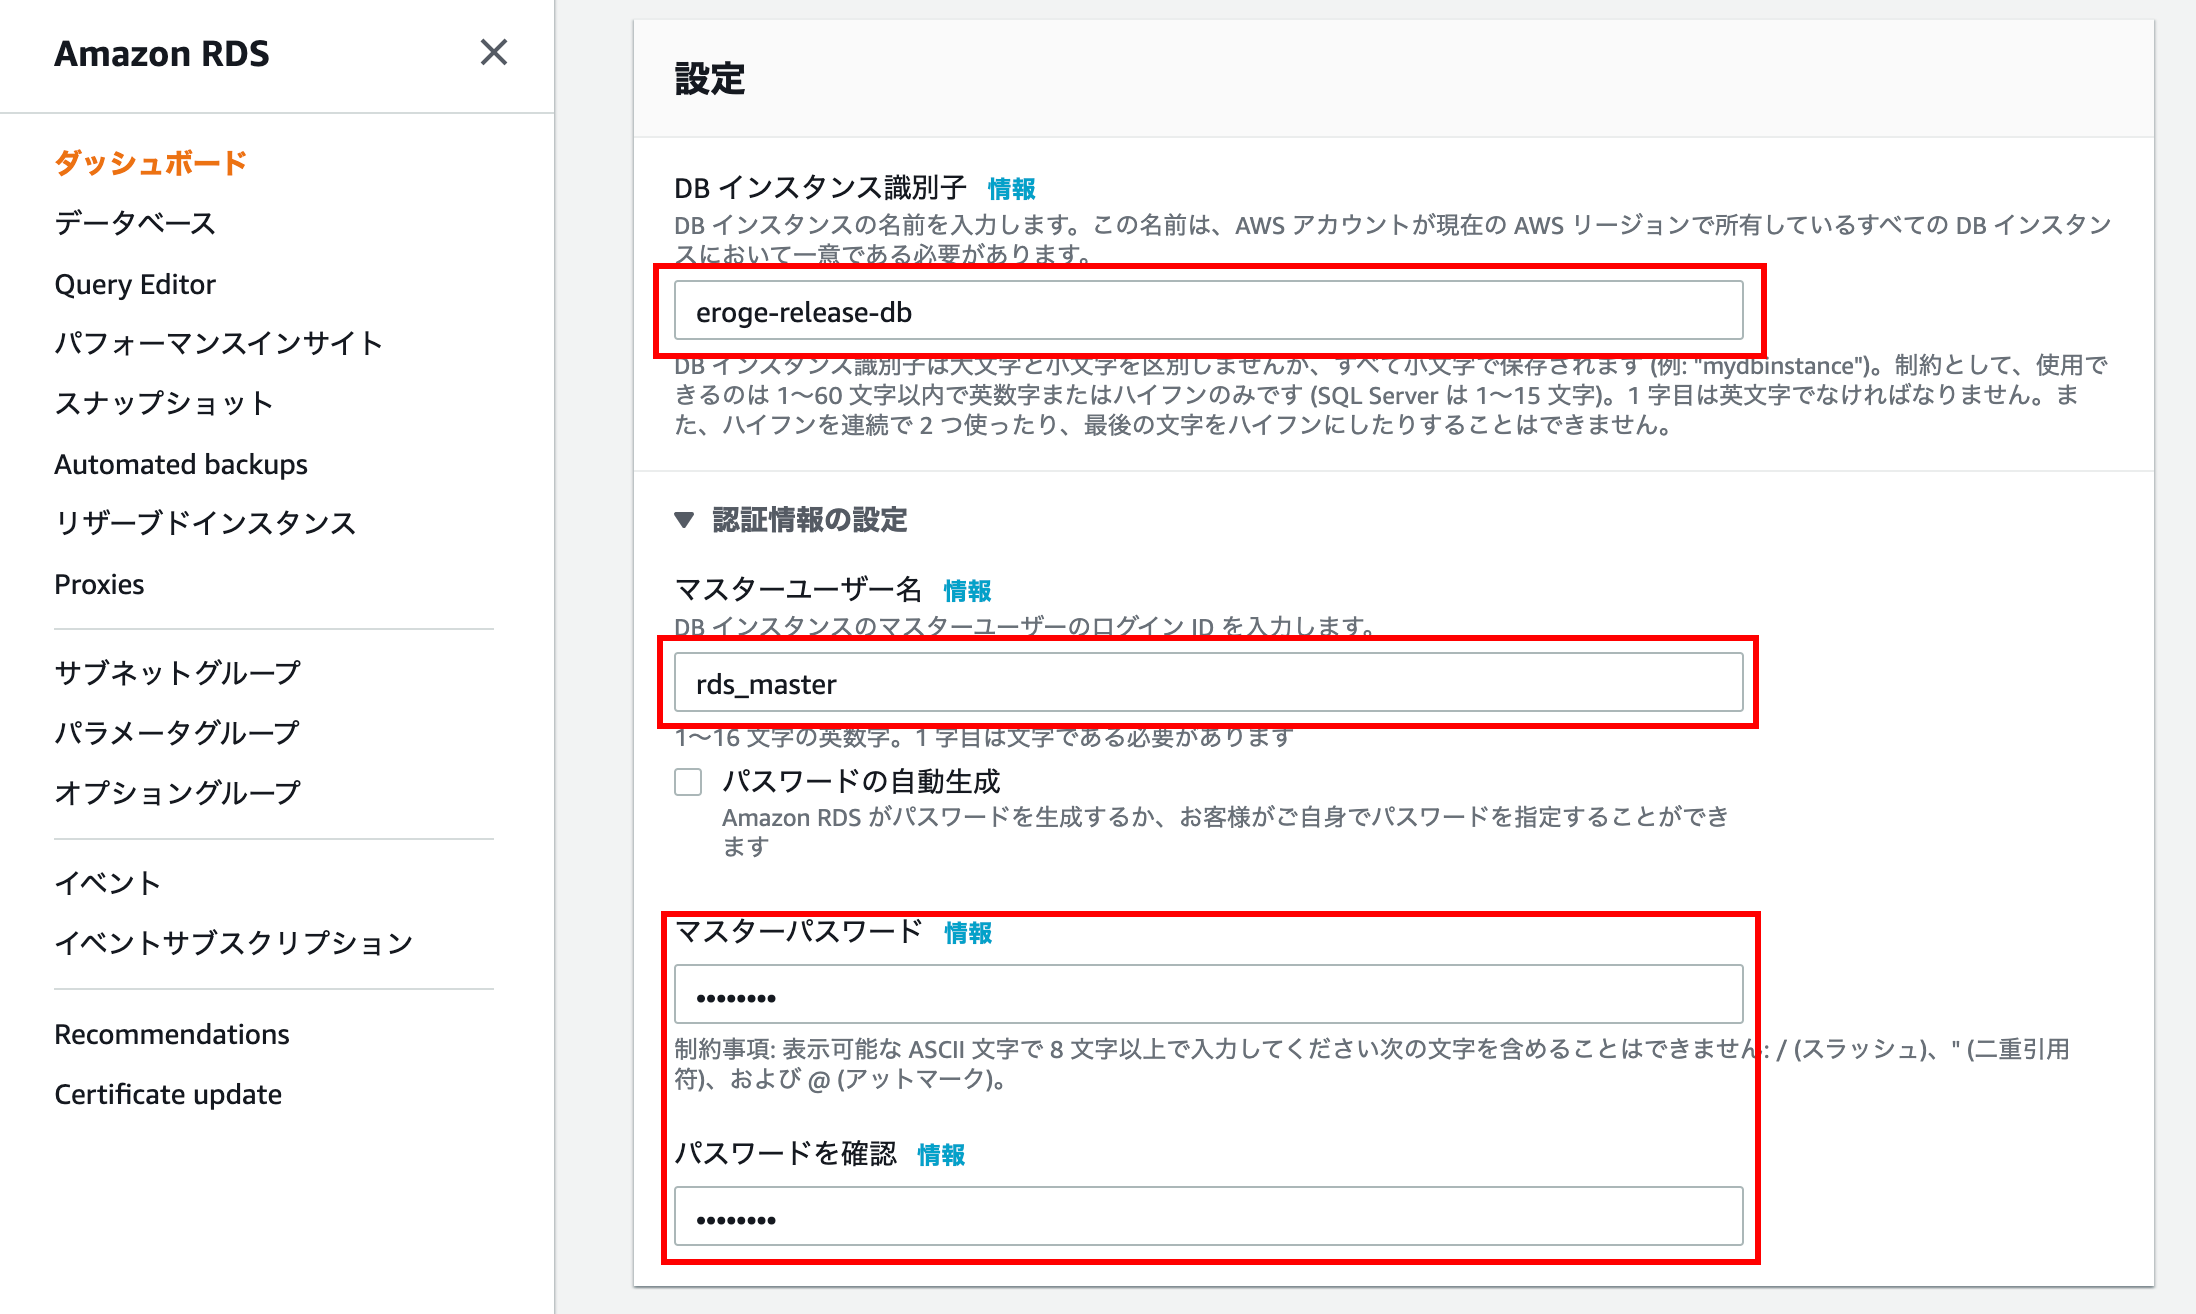 Amazon RDS
ダッシュボード
データベース
Query Editor
パフォーマンスインサイト
スナップショット
Automated backups
リザーブドインスタンス
Proxies
サブネットグループ
パラメータグループ
オプショングループ
イベント
イベントサブスクリプション
Recommendations
Certificate update
設定
DB インスタンス識別子 情報
DB インスタンスの名前を入力します。この名前は、AWS アカウントが現在の AWS リージョンで所有しているすべての DB インスタン
スにおいて一意である必要があります。
eroge-release-db
DB インスタンス識別子は大文字と小文字を区別しませんが、すべて小文字で保存されます (例: "mydbinstance")。制約として、使用で
きるのは 1～60 文字以内で英数字またはハイフンのみです (SQL Server は 1～15 文字)。1 字目は英文字でなければなりません。ま
た、ハイフンを連続で 2 つ使ったり、最後の文字をハイフンにしたりすることはできません。
▼ 認証情報の設定
マスターユーザー名 情報
DB インスタンスのマスターユーザーのログイン ID を入力します。
rds_master
1～16 文字の英数字。1 字目は文字である必要があります
パスワードの自動生成
Amazon RDS がパスワードを生成するか、お客様がご自身でパスワードを指定することができ
ます
マスターパスワード 情報
••••••••
制約事項: 表示可能な ASCII 文字で 8 文字以上で入力してください次の文字を含めることはできません: / (スラッシュ)、" (二重引用
符)、および @ (アットマーク)。
パスワードを確認 情報
••••••••